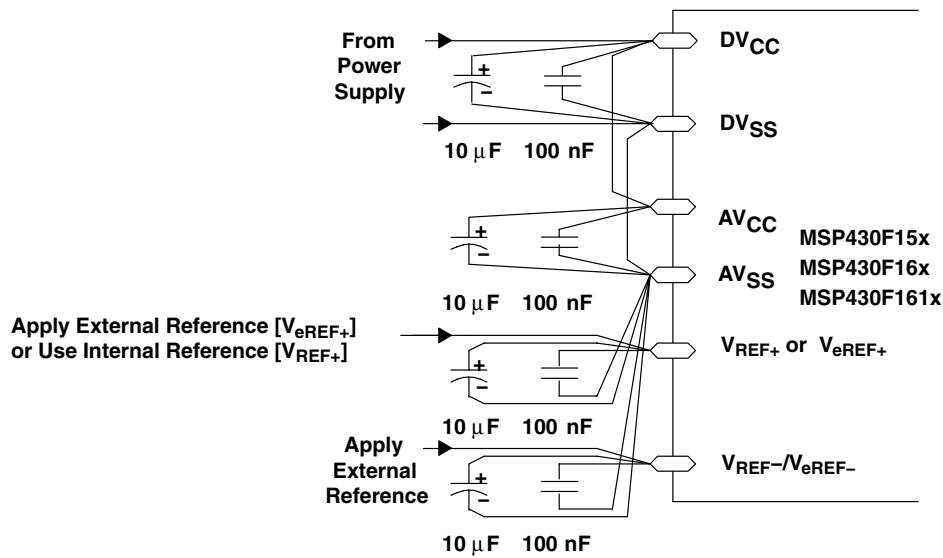 From
Power
Supply
DVCC
+
−
DVSS
10 μF 100 nF
AVCC
+
−
MSP430F15x
MSP430F16x
MSP430F161x
AVSS
10 μF 100 nF
Apply External Reference [VeREF+]
or Use Internal Reference [VREF+]
VREF+ or VeREF+
+
−
10 μF 100 nF
Apply
External
Reference
VREF−/VeREF−
+
−
10 μF 100 nF